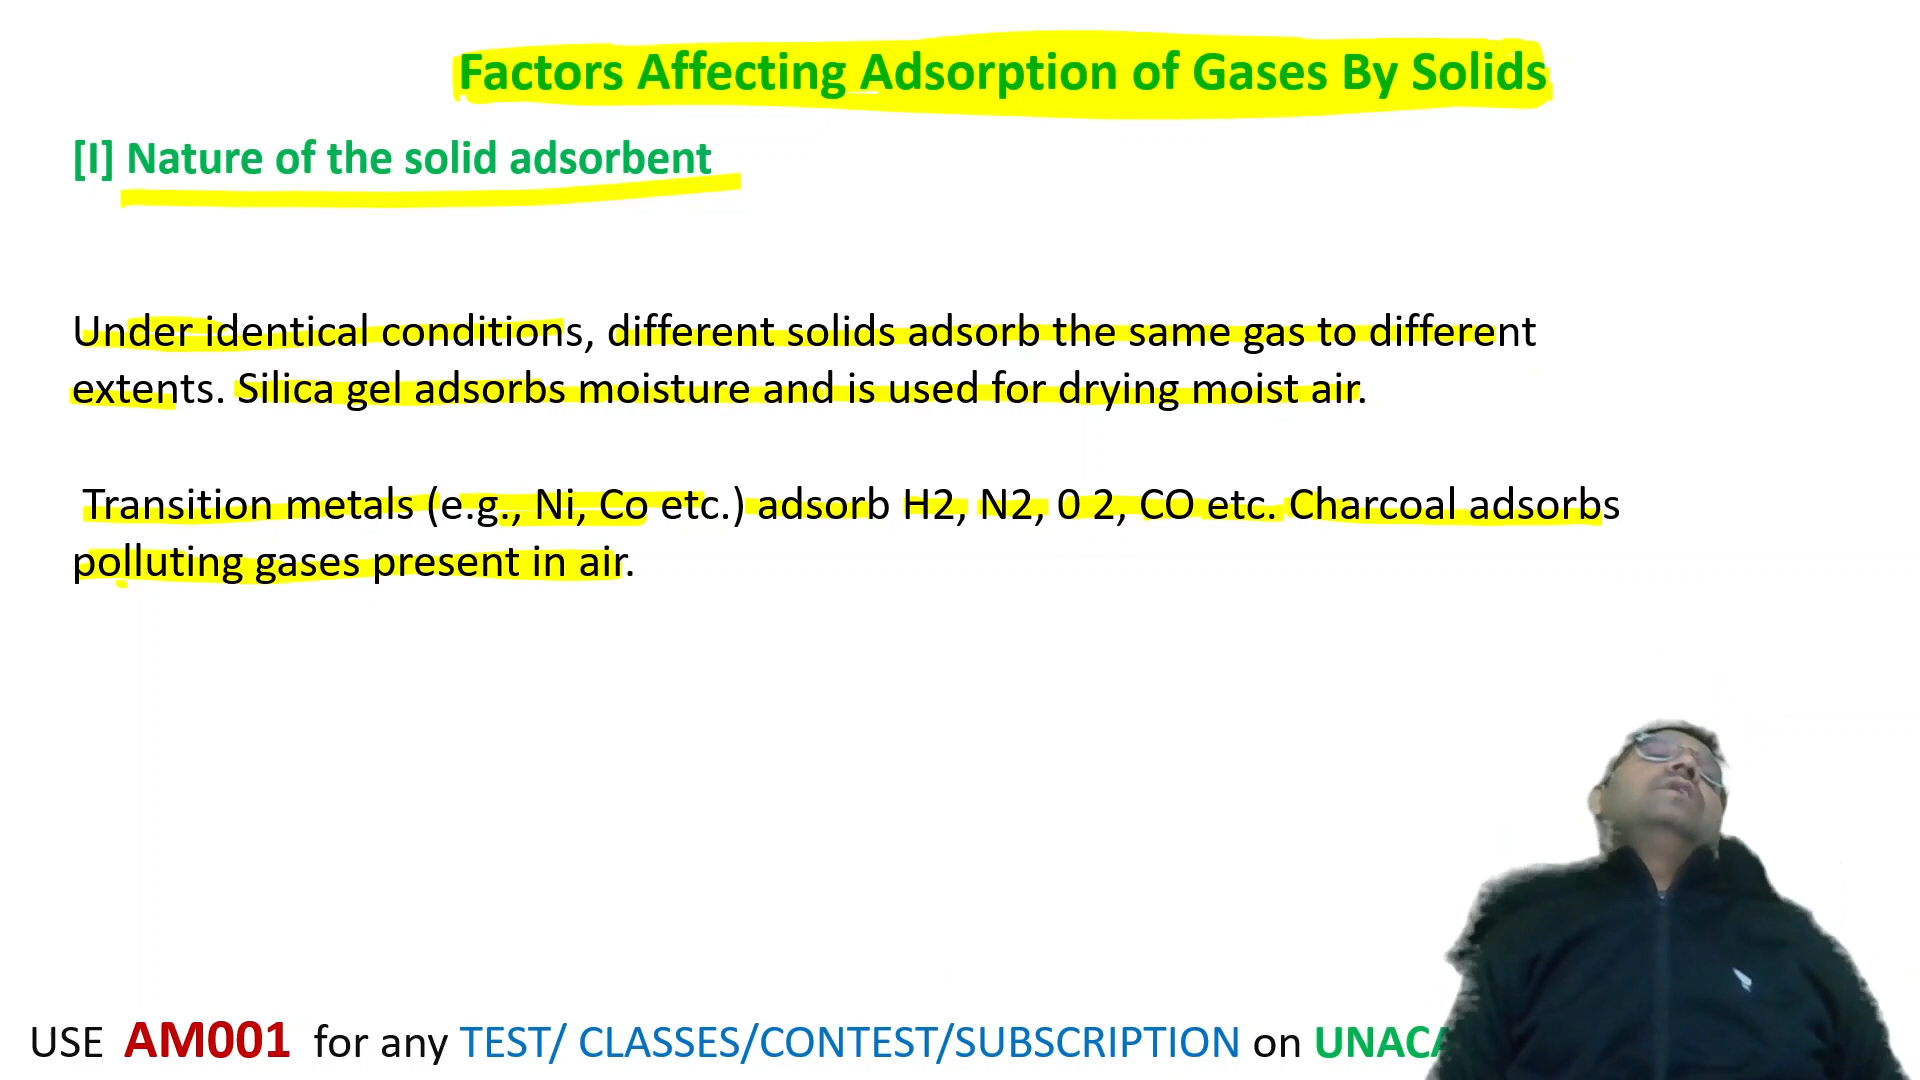 Factors Affecting Adsorption of Gases By Solids
[I] Nature of the solid adsorbent
Under identical conditions, different solids adsorb the same gas to different
extents. Silica gel adsorbs moisture and is used for drying moist air.
Transition metals (e.g., Ni, Co etc.) adsorb H2, N2, 0 2, CO etc. Charcoal adsorbs
polluting gases present in air.
USE AM001 for any TEST/ CLASSES/CONTEST/SUBSCRIPTION on UNACA